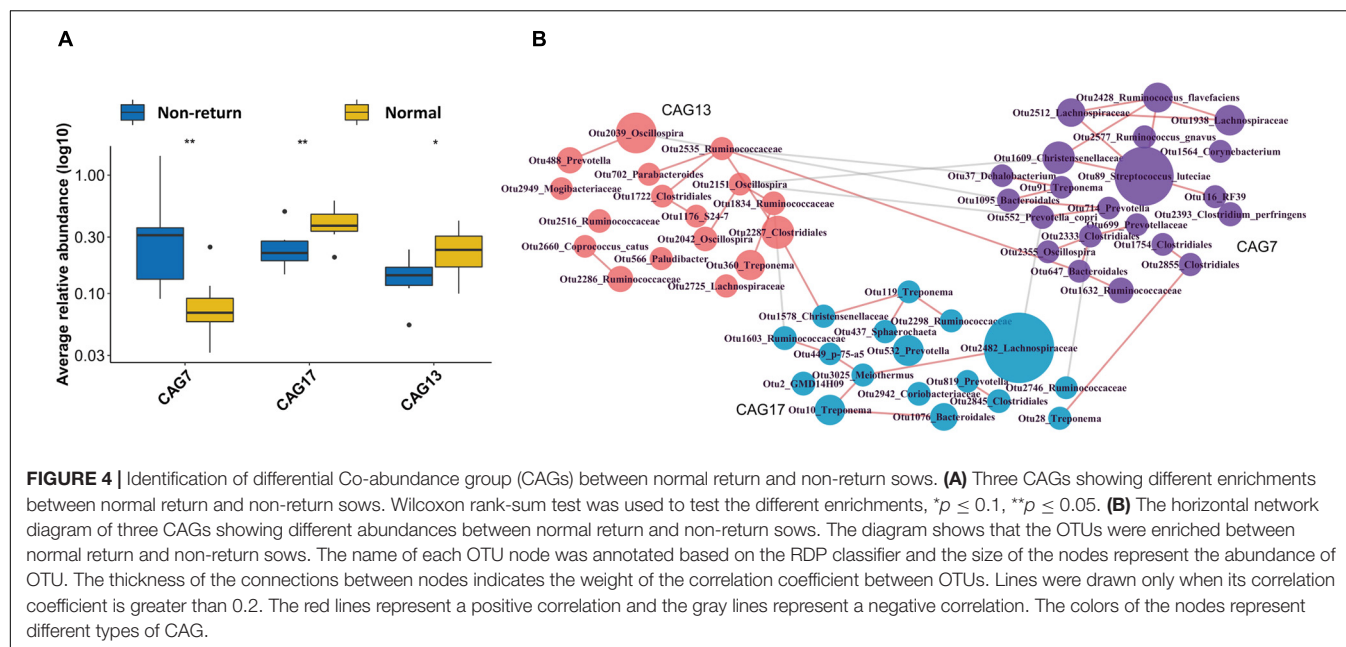 A
B
Non-return
Normal
**
**
*
Average relative abundance (log10)
1.00
0.30
0.10
0.03
CAG7
CAG17
CAG13
CAG13
Otu2039_Oscillospira
Otu2535_Ruminococcaceae
Otu488_Prevotella
Otu702_Parabacteroides
Otu2151_Oscillospira
Otu2949_Mogibacteriaceae
Otu1722_Clostridiales
Otu1834_Ruminococcaceae
Otu2516_Ruminococcaceae
Otu1176_S24-7
Otu2287_Clostridiales
Otu2660_Coprococcus_catus
Otu2042_Oscillospira
Otu566_Paludibacter
Otu360_Treponema
Otu2286_Ruminococcaceae
Otu2725_Lachnospiraceae
Otu2428_Ruminococcus_flavefaciens
Otu2512_Lachnospiraceae
Otu1938_Lachnospiraceae
Otu2577_Ruminococcus_gnavus
Otu1609_Christensenellaceae
Otu1564_Corynebacterium
Otu37_Dehalobacterium
Otu89_Streptococcus_luteciae
Otu91_Treponema
Otu1095_Bacteroidales
Otu116_RF39
Otu714_Prevotella
Otu552_Prevotella_copri
Otu2393_Clostridium_perfringens
Otu699_Prevotellaceae
Otu2333_Clostridiales
CAG7
Otu2355_Oscillospira
Otu1754_Clostridiales
Otu647_Bacteroidales
Otu2855_Clostridiales
Otu1632_Ruminococcaceae
Otu119_Treponema
Otu1578_Christensenellaceae
Otu437_Sphaerochaeta
Otu2298_Ruminococcaceae
Otu1603_Ruminococcaceae
Otu449_p-75-a5
Otu532_Prevotella
Otu2482_Lachnospiraceae
Otu3025_Meiothermus
Otu2_GMD14H09
Otu819_Prevotella
Otu2746_Ruminococcaceae
Otu2942_Coriobacteriaceae
Otu2845_Clostridiales
CAG17
Otu10_Treponema
Otu1076_Bacteroidales
Otu28_Treponema
FIGURE 4 | Identification of differential Co-abundance group (CAGs) between normal return and non-return sows. (A) Three CAGs showing different enrichments
between normal return and non-return sows. Wilcoxon rank-sum test was used to test the different enrichments, *p ≤ 0.1, **p ≤ 0.05. (B) The horizontal network
diagram of three CAGs showing different abundances between normal return and non-return sows. The diagram shows that the OTUs were enriched between
normal return and non-return sows. The name of each OTU node was annotated based on the RDP classifier and the size of the nodes represent the abundance of
OTU. The thickness of the connections between nodes indicates the weight of the correlation coefficient between OTUs. Lines were drawn only when its correlation
coefficient is greater than 0.2. The red lines represent a positive correlation and the gray lines represent a negative correlation. The colors of the nodes represent
different types of CAG.